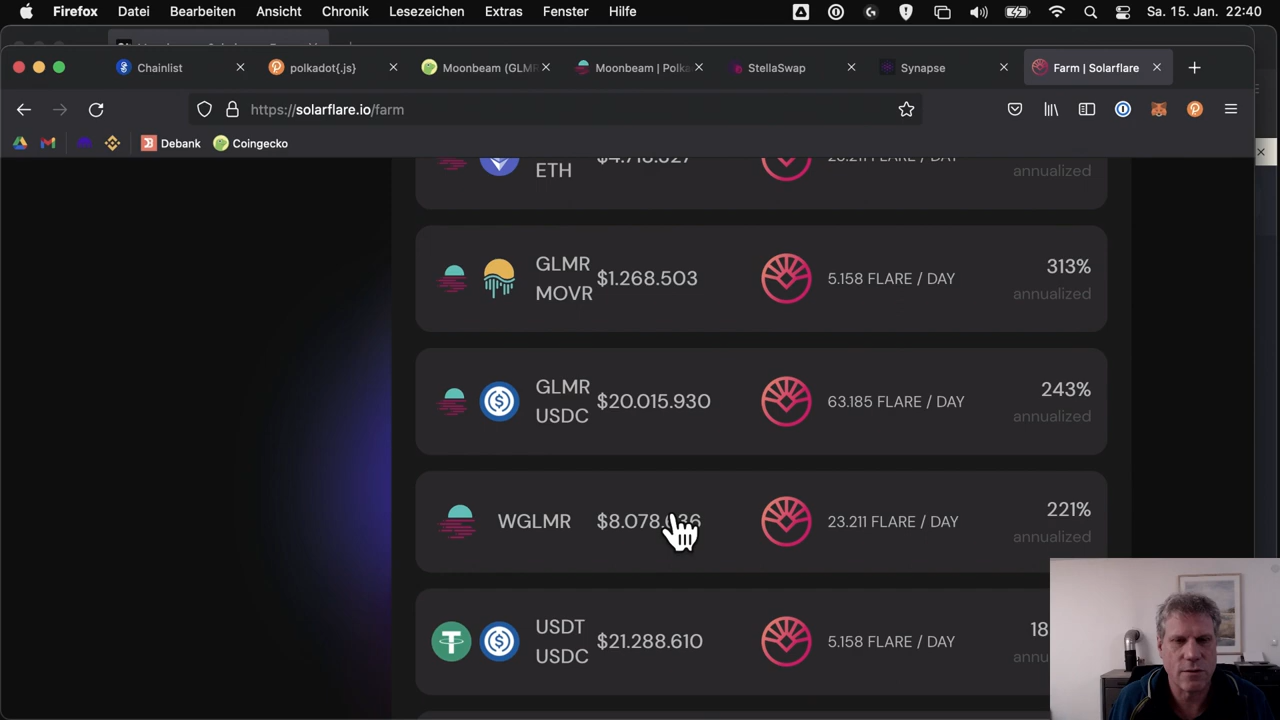 Firefox Datei Bearbeiten Ansicht Chronik Lesezeichen Extras Fenster Hilfe Sa. 15. Jan. 22:40
Chainlist polkadot{.js} Moonbeam (GLM Moonbeam | Polka StellaSwap Synapse Farm | Solarflare
https://solarflare.io/farm
Debank Coingecko
ETH annualized
GLMR
MOVR $1.268.503 5.158 FLARE / DAY 313%
annualized
GLMR
USDC $20.015.930 63.185 FLARE / DAY 243%
annualized
WGLMR 23.211 FLARE / DAY 221%
annualized
USDT
USDC $21.288.610 5.158 FLARE / DAY 18
annu